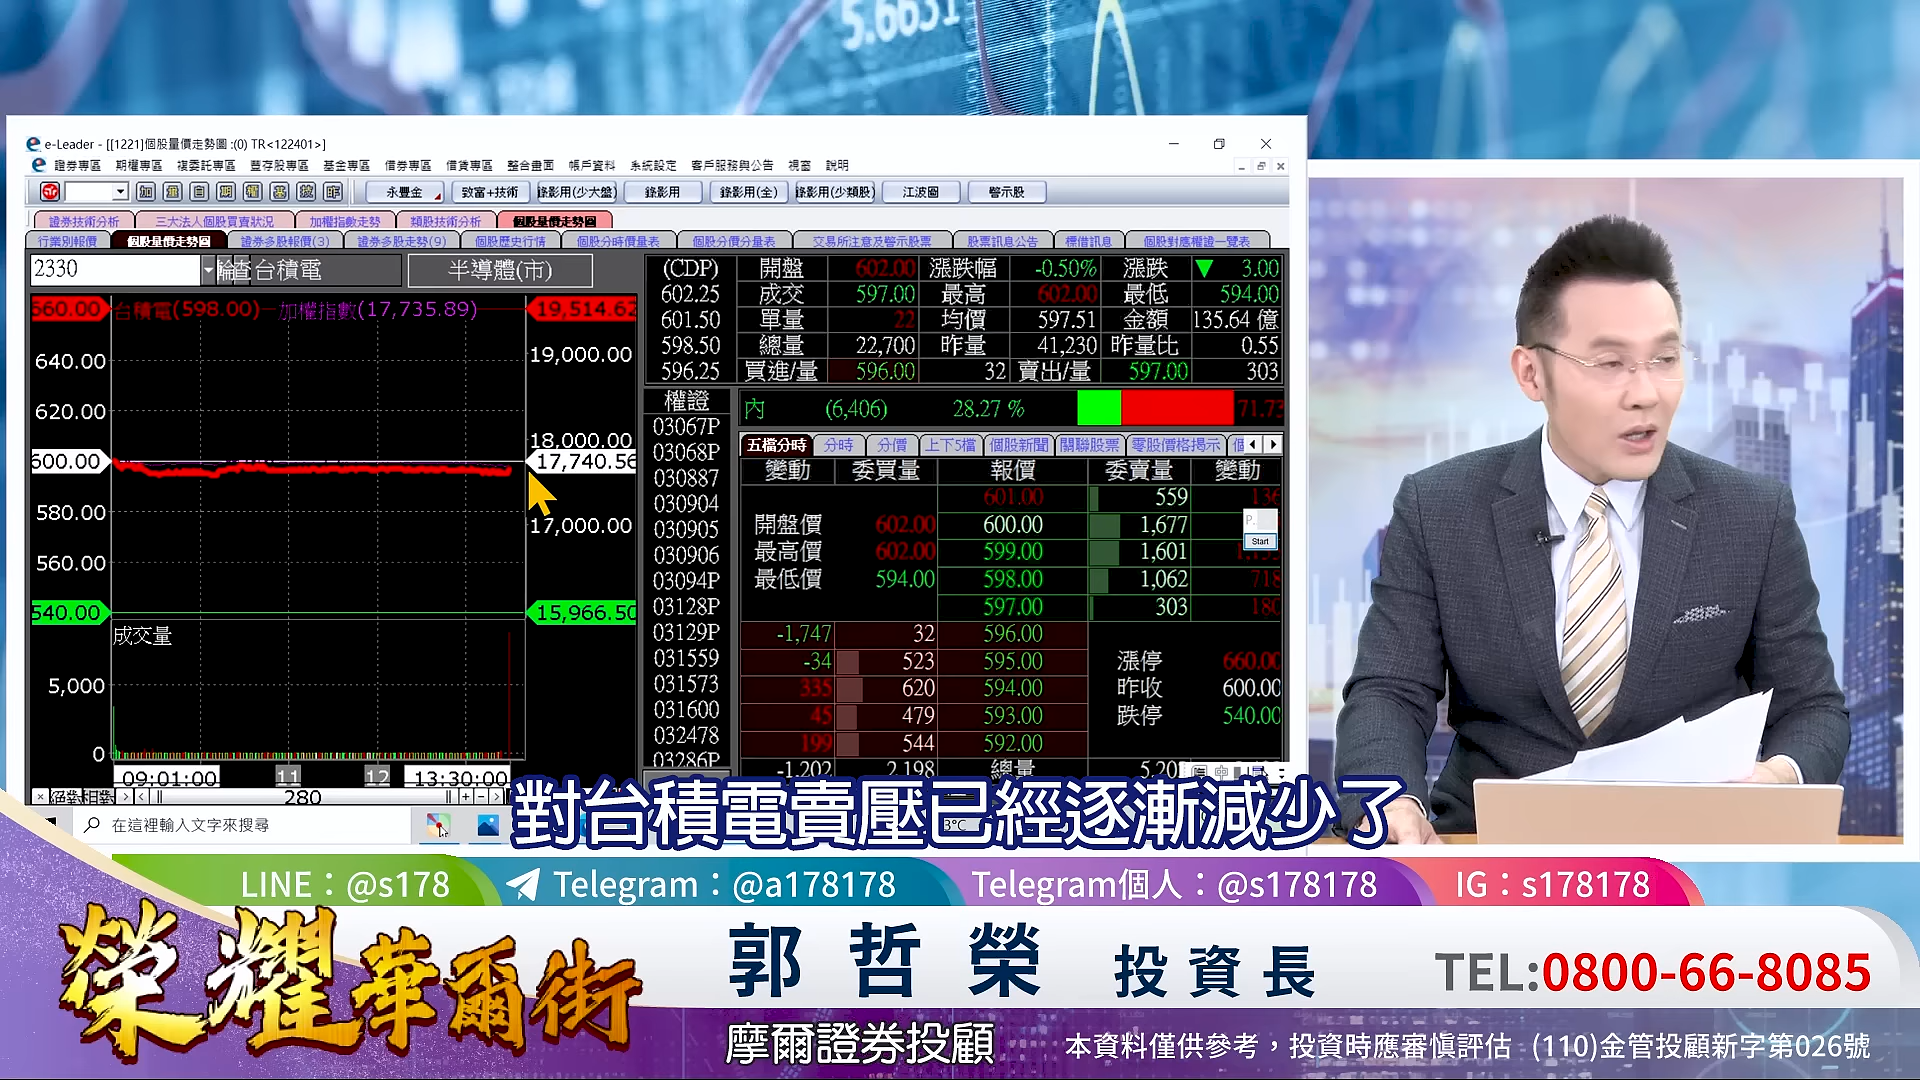 5.6631
e-Leader - [[1221]個股量價走勢圖 :(0) TR<122401>]
證券專區 期權專區 複委託專區 豐存股專區 基金專區 借券專區 借貸專區 整合畫面 帳戶資料 系統設定 客戶服務與公告 視窗 說明
永豐金 致富+技術 錄影用(少大盤) 錄影用 錄影用(全) 錄影用(少類股) 江波圖 警示股
證券技術分析 三大法人個股買賣狀況 加權指數走勢 類股技術分析 個股量價走勢圖
行業別報價 個股量價走勢圖 證券多股報價(3) 證券多股走勢(9) 個股歷史行情 個股分時價量表 個股分價分量表 交易所注意及警示股票 股票訊息公告 標借訊息 個股對應權證一覽表
2330 台積電 半導體(市)
660.00 台積電(598.00) 加權指數(17,735.89) 19,514.62
640.00 19,000.00
620.00
18,000.00
600.00 17,740.56
580.00 17,000.00
560.00
540.00 15,966.50
成交量
5,000
0
09:01:00 11 12 13:30:00
280
(CDP) 開盤 602.00 漲跌幅 -0.50% 漲跌 ▼ 3.00
602.25 成交 597.00 最高 602.00 最低 594.00
601.50 單量 22 均價 597.51 金額 135.64 億
598.50 總量 22,700 昨量 41,230 昨量比 0.55
596.25 買進/量 596.00 32 賣出/量 597.00 303
權證 內 (6,406) 28.27 % 71.73
03067P
03068P
030887
030904
030905
030906
03094P
03128P
03129P
031559
031573
031600
032478
03286P
五檔分時 分時 分價 上下5檔 個股新聞 關聯股票 零股價格揭示
變動 委買量 報價 委賣量 變動
601.00 559 136
開盤價 602.00 600.00 1,677
最高價 602.00 599.00 1,601
最低價 594.00 598.00 1,062 718
597.00 303 180
-1,747 32 596.00
-34 523 595.00 漲停 660.00
335 620 594.00 昨收 600.00
45 479 593.00 跌停 540.00
199 544 592.00
-1,202 2,198 總量
Start
在這裡輸入文字來搜尋
對台積電賣壓已經逐漸減少了
LINE：@s178 Telegram：@a178178 Telegram個人：@s178178 IG：s178178
榮耀華爾街
郭哲榮 投資長 TEL:0800-66-8085
摩爾證券投顧 本資料僅供參考，投資時應審慎評估 (110)金管投顧新字第026號